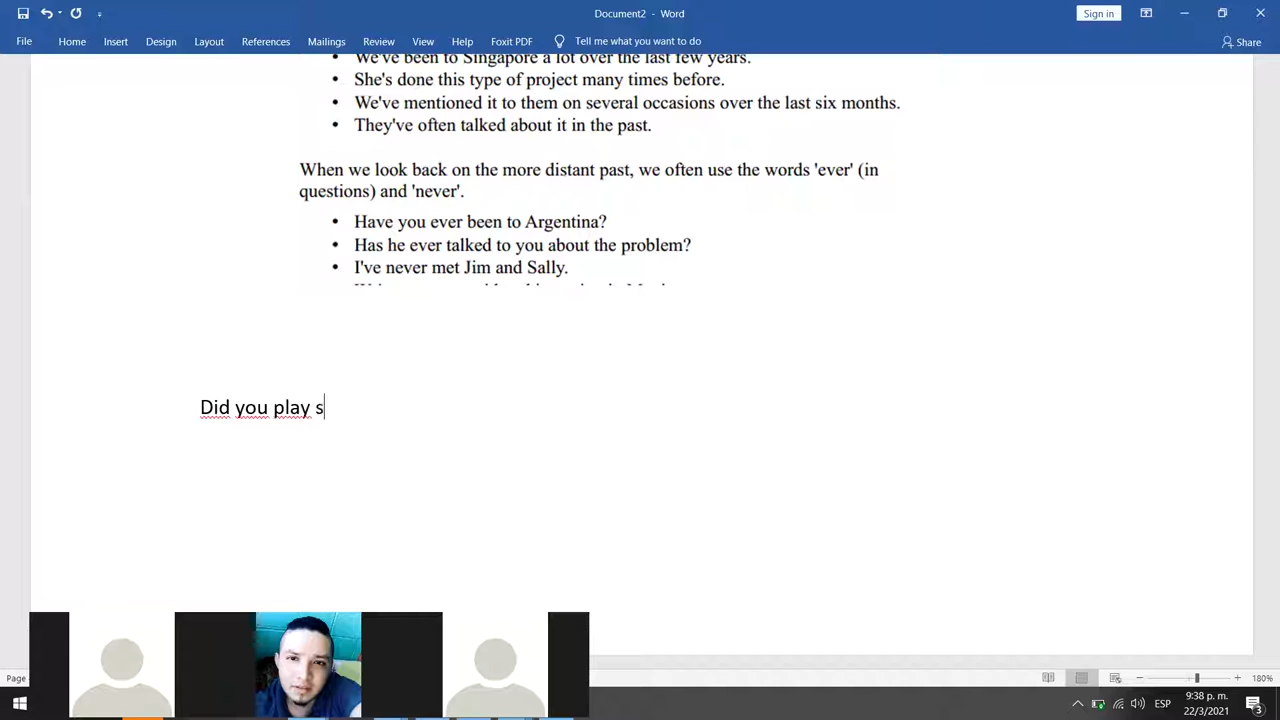 Document2 - Word
Sign in
File Home Insert Design Layout References Mailings Review View Help Foxit PDF Tell me what you want to do Share
• We've been to Singapore a lot over the last few years.
• She's done this type of project many times before.
• We've mentioned it to them on several occasions over the last six months.
• They've often talked about it in the past.
When we look back on the more distant past, we often use the words 'ever' (in
questions) and 'never'.
• Have you ever been to Argentina?
• Has he ever talked to you about the problem?
• I've never met Jim and Sally.
Did you play s
Page
180%
ESP
9:38 p. m.
22/3/2021
3